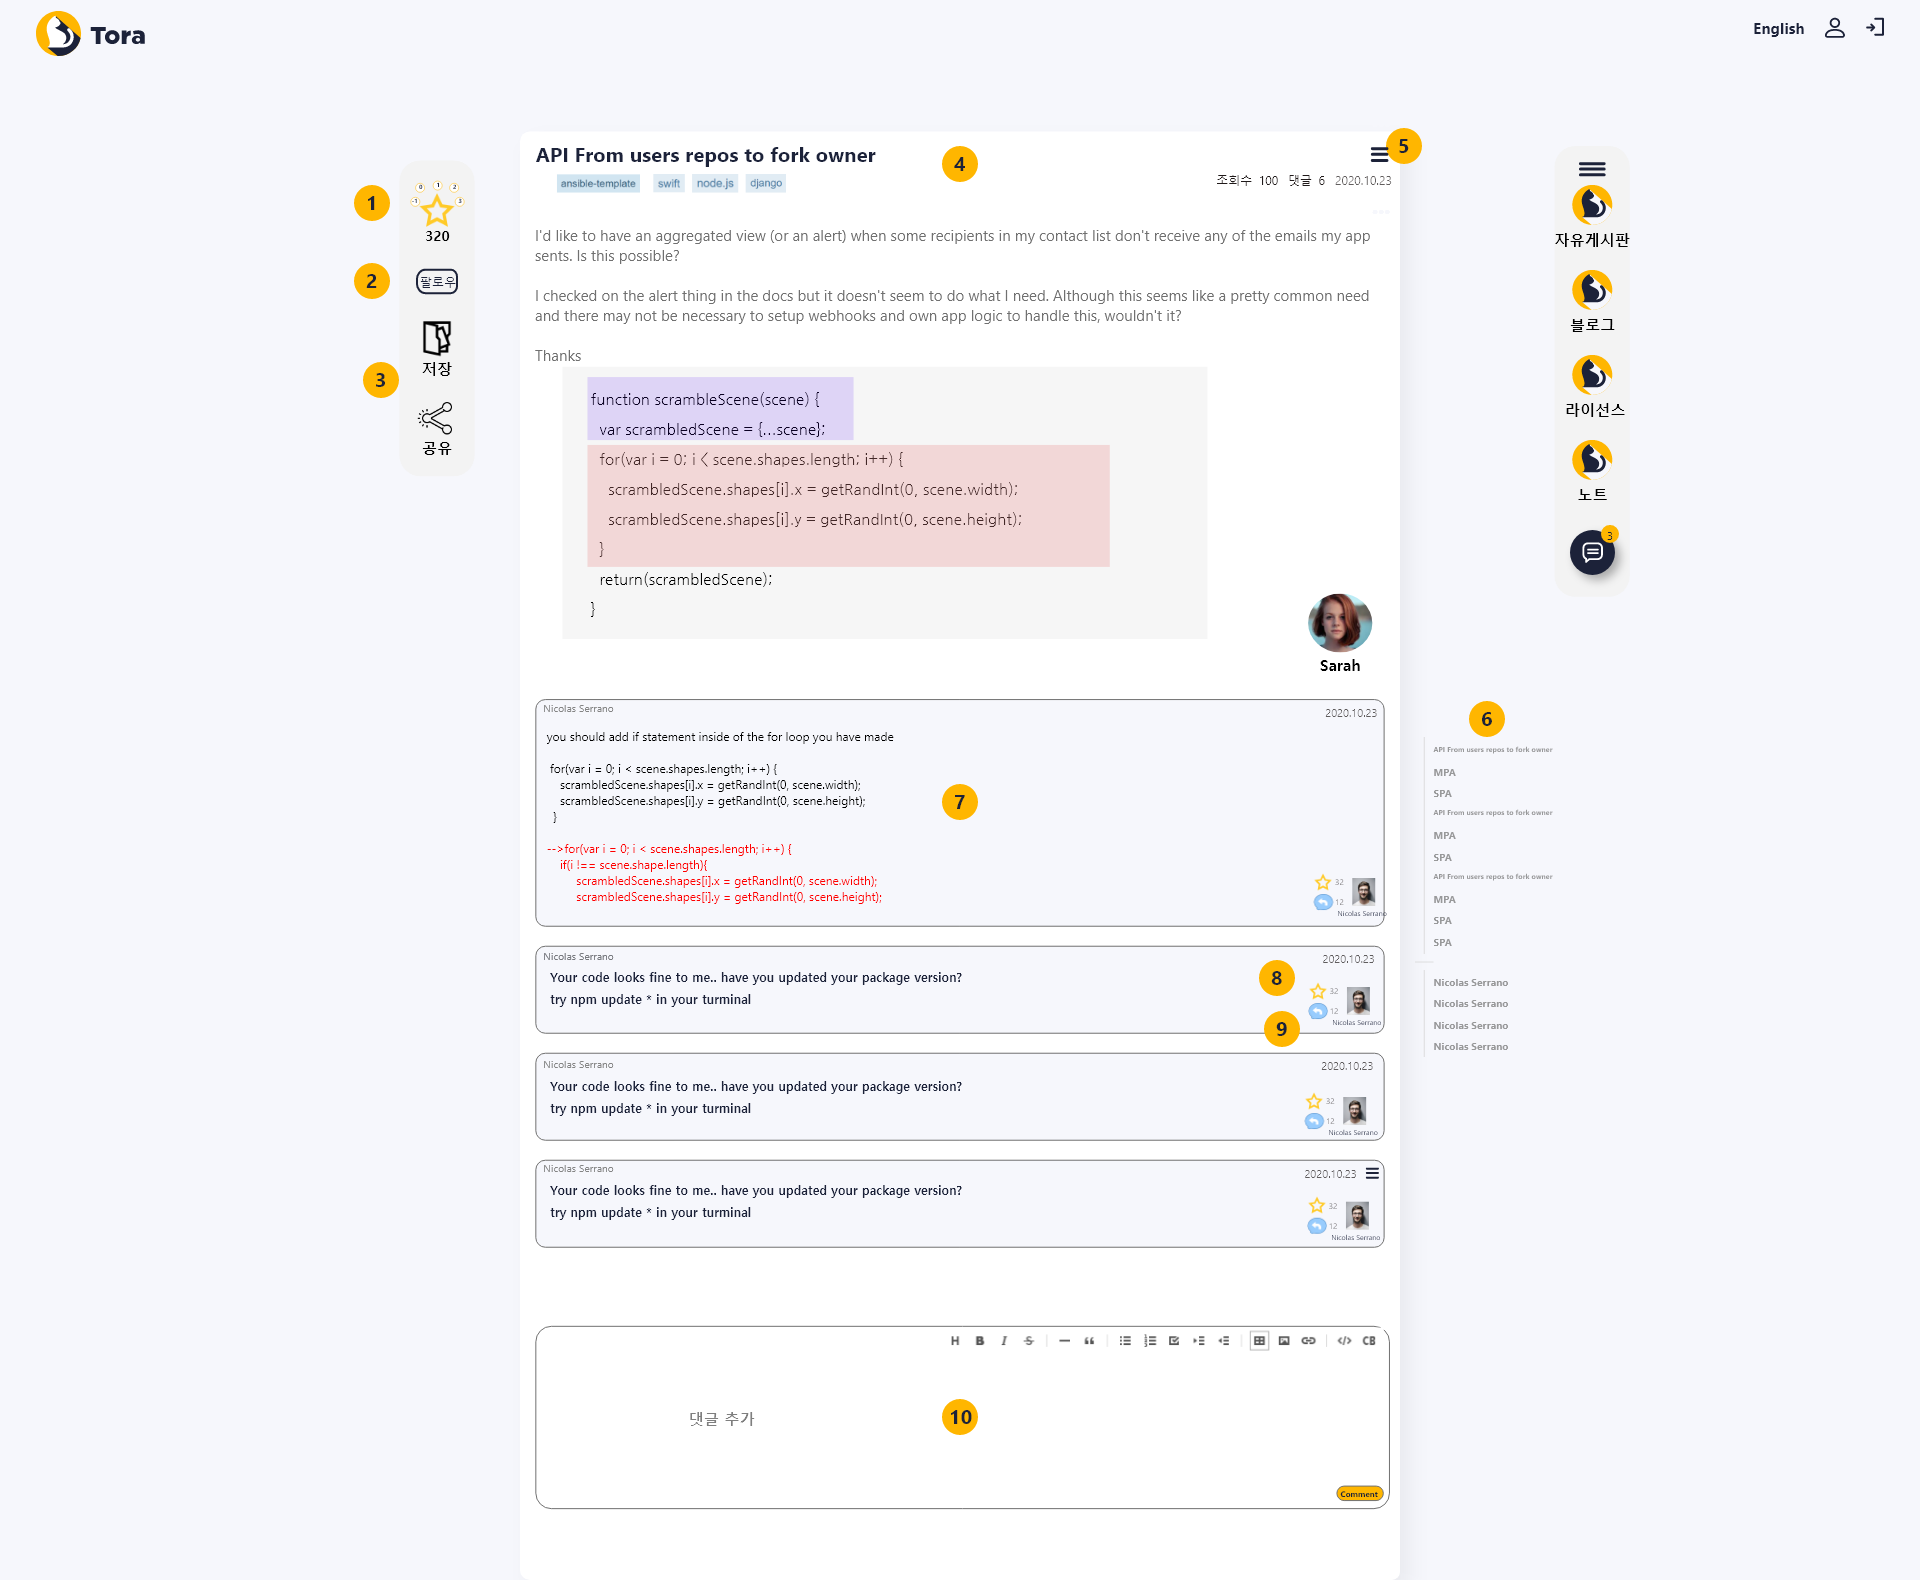 Tora
English
1
-1 0 1 2 3
320
2
팔로우
저장
3
공유
API From users repos to fork owner
4
5
ansible-template swift node.js django
조회수 100 댓글 6 2020.10.23
I'd like to have an aggregated view (or an alert) when some recipients in my contact list don't receive any of the emails my app
sents. Is this possible?
I checked on the alert thing in the docs but it doesn't seem to do what I need. Although this seems like a pretty common need
and there may not be necessary to setup webhooks and own app logic to handle this, wouldn't it?
Thanks
function scrambleScene(scene) {
var scrambledScene = {...scene};
for(var i = 0; i < scene.shapes.length; i++) {
scrambledScene.shapes[i].x = getRandInt(0, scene.width);
scrambledScene.shapes[i].y = getRandInt(0, scene.height);
}
return(scrambledScene);
}
Sarah
자유게시판
블로그
라이선스
노트
3
Nicolas Serrano
2020.10.23
you should add if statement inside of the for loop you have made
for(var i = 0; i < scene.shapes.length; i++) {
scrambledScene.shapes[i].x = getRandInt(0, scene.width);
scrambledScene.shapes[i].y = getRandInt(0, scene.height);
}
7
-->for(var i = 0; i < scene.shapes.length; i++) {
if(i !== scene.shape.length){
scrambledScene.shapes[i].x = getRandInt(0, scene.width);
scrambledScene.shapes[i].y = getRandInt(0, scene.height);
32
12
Nicolas Serrano
Nicolas Serrano
2020.10.23
Your code looks fine to me.. have you updated your package version?
try npm update * in your turminal
8
32
9
12
Nicolas Serrano
Nicolas Serrano
2020.10.23
Your code looks fine to me.. have you updated your package version?
try npm update * in your turminal
32
12
Nicolas Serrano
Nicolas Serrano
2020.10.23
Your code looks fine to me.. have you updated your package version?
try npm update * in your turminal
32
12
Nicolas Serrano
6
API From users repos to fork owner
MPA
SPA
API From users repos to fork owner
MPA
SPA
API From users repos to fork owner
MPA
SPA
SPA
Nicolas Serrano
Nicolas Serrano
Nicolas Serrano
Nicolas Serrano
H B I S </> CB
댓글 추가
10
Comment